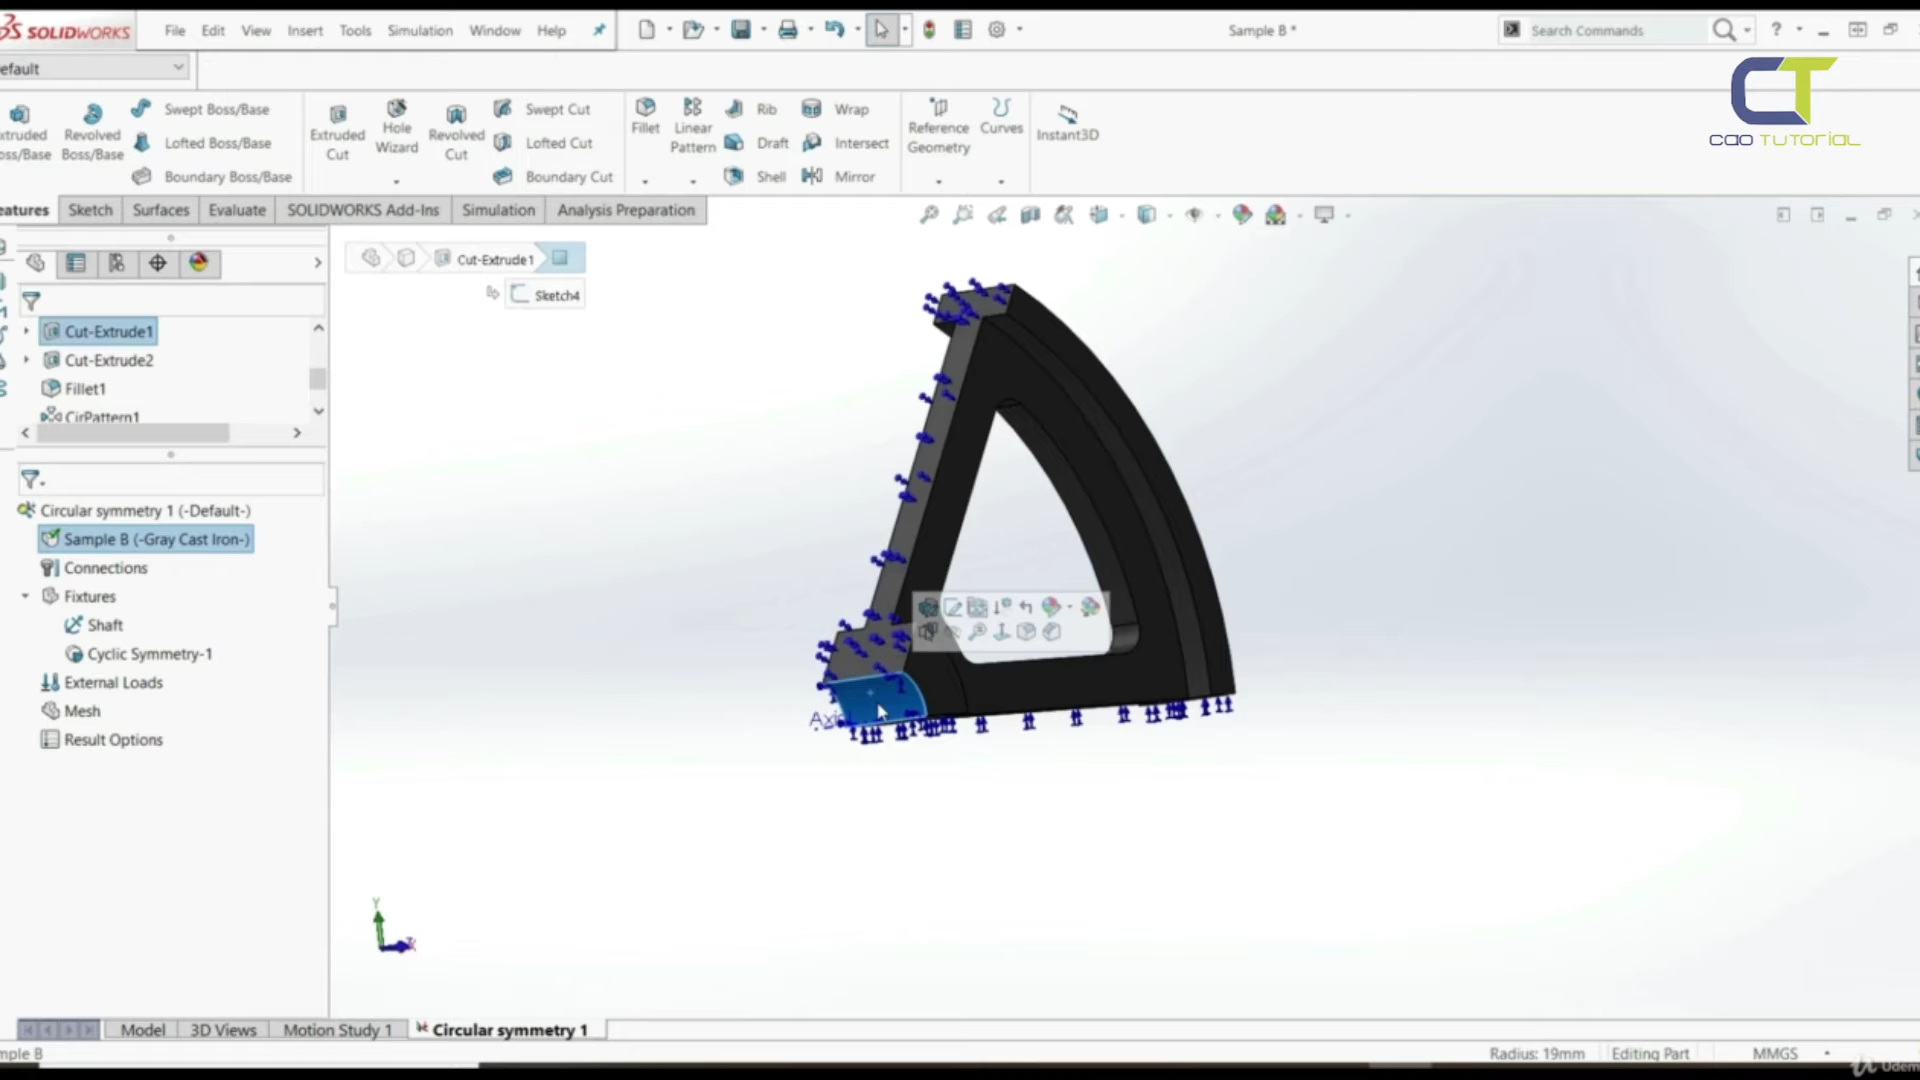 SOLIDWORKS File Edit View Insert Tools Simulation Window Help Sample B * Search Commands ?
efault
CT
CAD TUTORIAL
Extruded Boss/Base Revolved Boss/Base Swept Boss/Base Lofted Boss/Base Boundary Boss/Base Extruded Cut Hole Wizard Revolved Cut Swept Cut Lofted Cut Boundary Cut Fillet Linear Pattern Rib Draft Shell Wrap Intersect Mirror Reference Geometry Curves Instant3D
eatures Sketch Surfaces Evaluate SOLIDWORKS Add-Ins Simulation Analysis Preparation
Cut-Extrude1
Sketch4
Cut-Extrude1
Cut-Extrude2
Fillet1
CirPattern1
Circular symmetry 1 (-Default-)
Sample B (-Gray Cast Iron-)
Connections
Fixtures
Shaft
Cyclic Symmetry-1
External Loads
Mesh
Result Options
Axi
Y
X
Model 3D Views Motion Study 1 Circular symmetry 1
mple B Radius: 19mm Editing Part MMGS
Udem